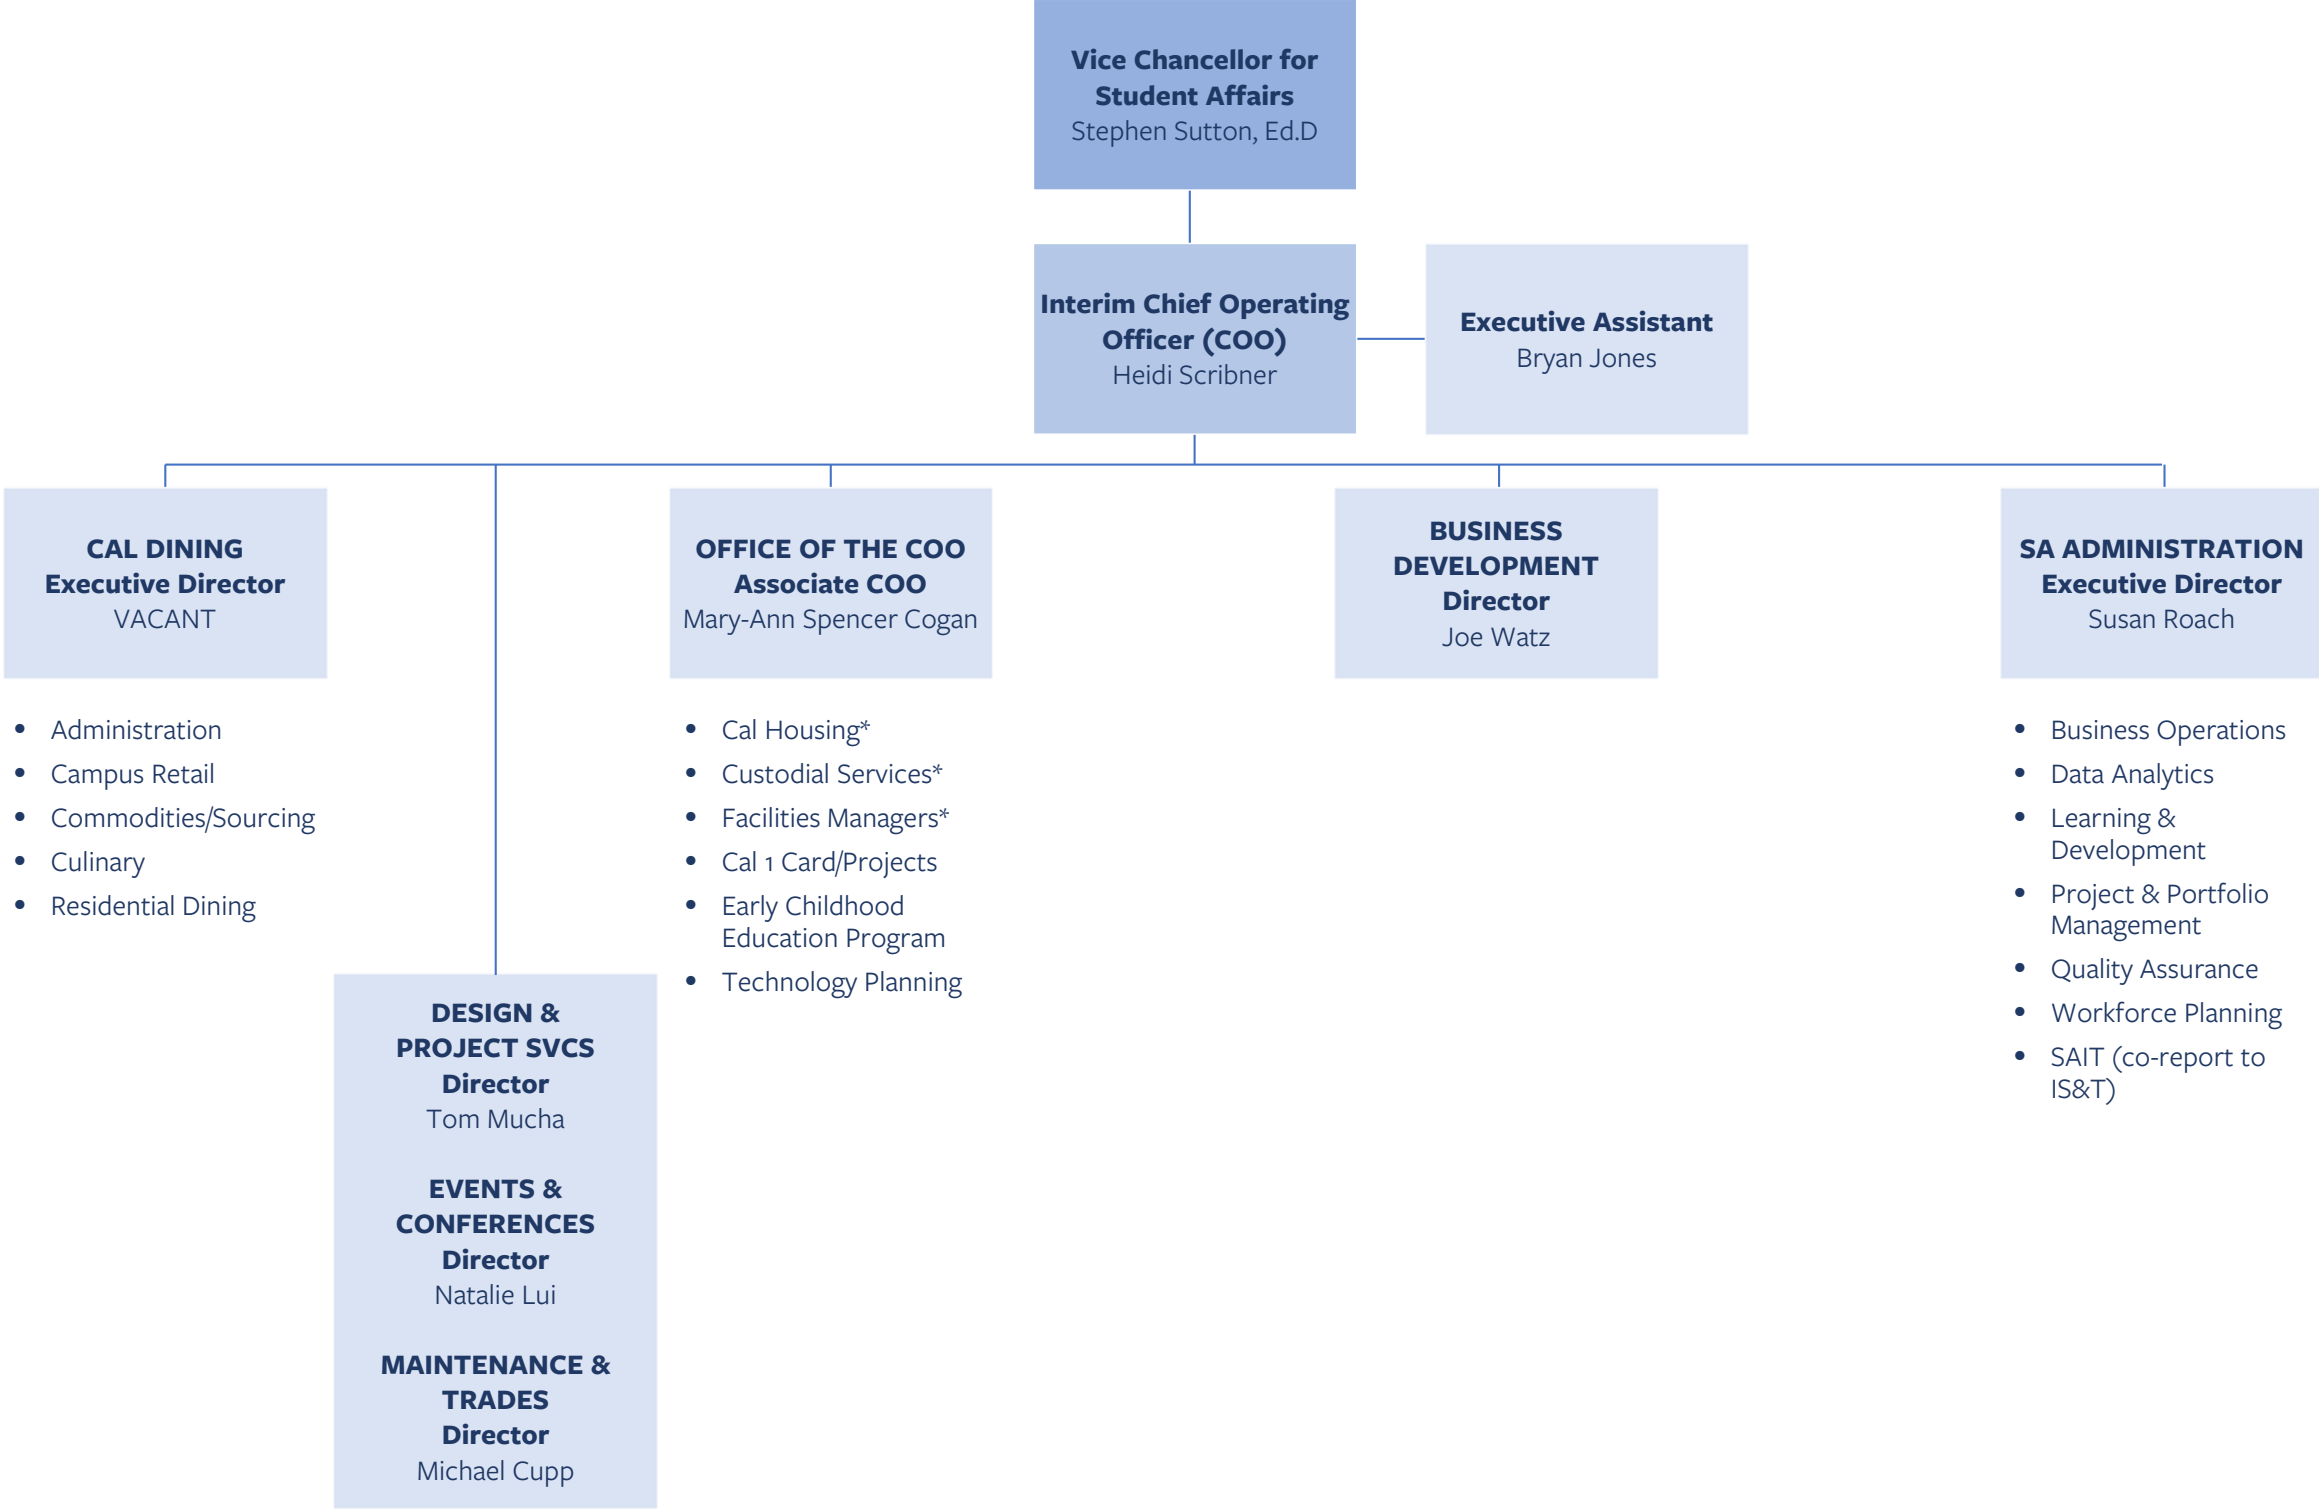 Vice Chancellor for
Student Affairs
Stephen Sutton, Ed.D
Interim Chief Operating
Officer (COO)
Heidi Scribner
Executive Assistant
Bryan Jones
CAL DINING
Executive Director
VACANT
• Administration
• Campus Retail
• Commodities/Sourcing
• Culinary
• Residential Dining
DESIGN &
PROJECT SVCS
Director
Tom Mucha
EVENTS &
CONFERENCES
Director
Natalie Lui
MAINTENANCE &
TRADES
Director
Michael Cupp
OFFICE OF THE COO
Associate COO
Mary-Ann Spencer Cogan
• Cal Housing*
• Custodial Services*
• Facilities Managers*
• Cal 1 Card/Projects
• Early Childhood
Education Program
• Technology Planning
BUSINESS
DEVELOPMENT
Director
Joe Watz
SA ADMINISTRATION
Executive Director
Susan Roach
• Business Operations
• Data Analytics
• Learning &
Development
• Project & Portfolio
Management
• Quality Assurance
• Workforce Planning
• SAIT (co-report to
IS&T)